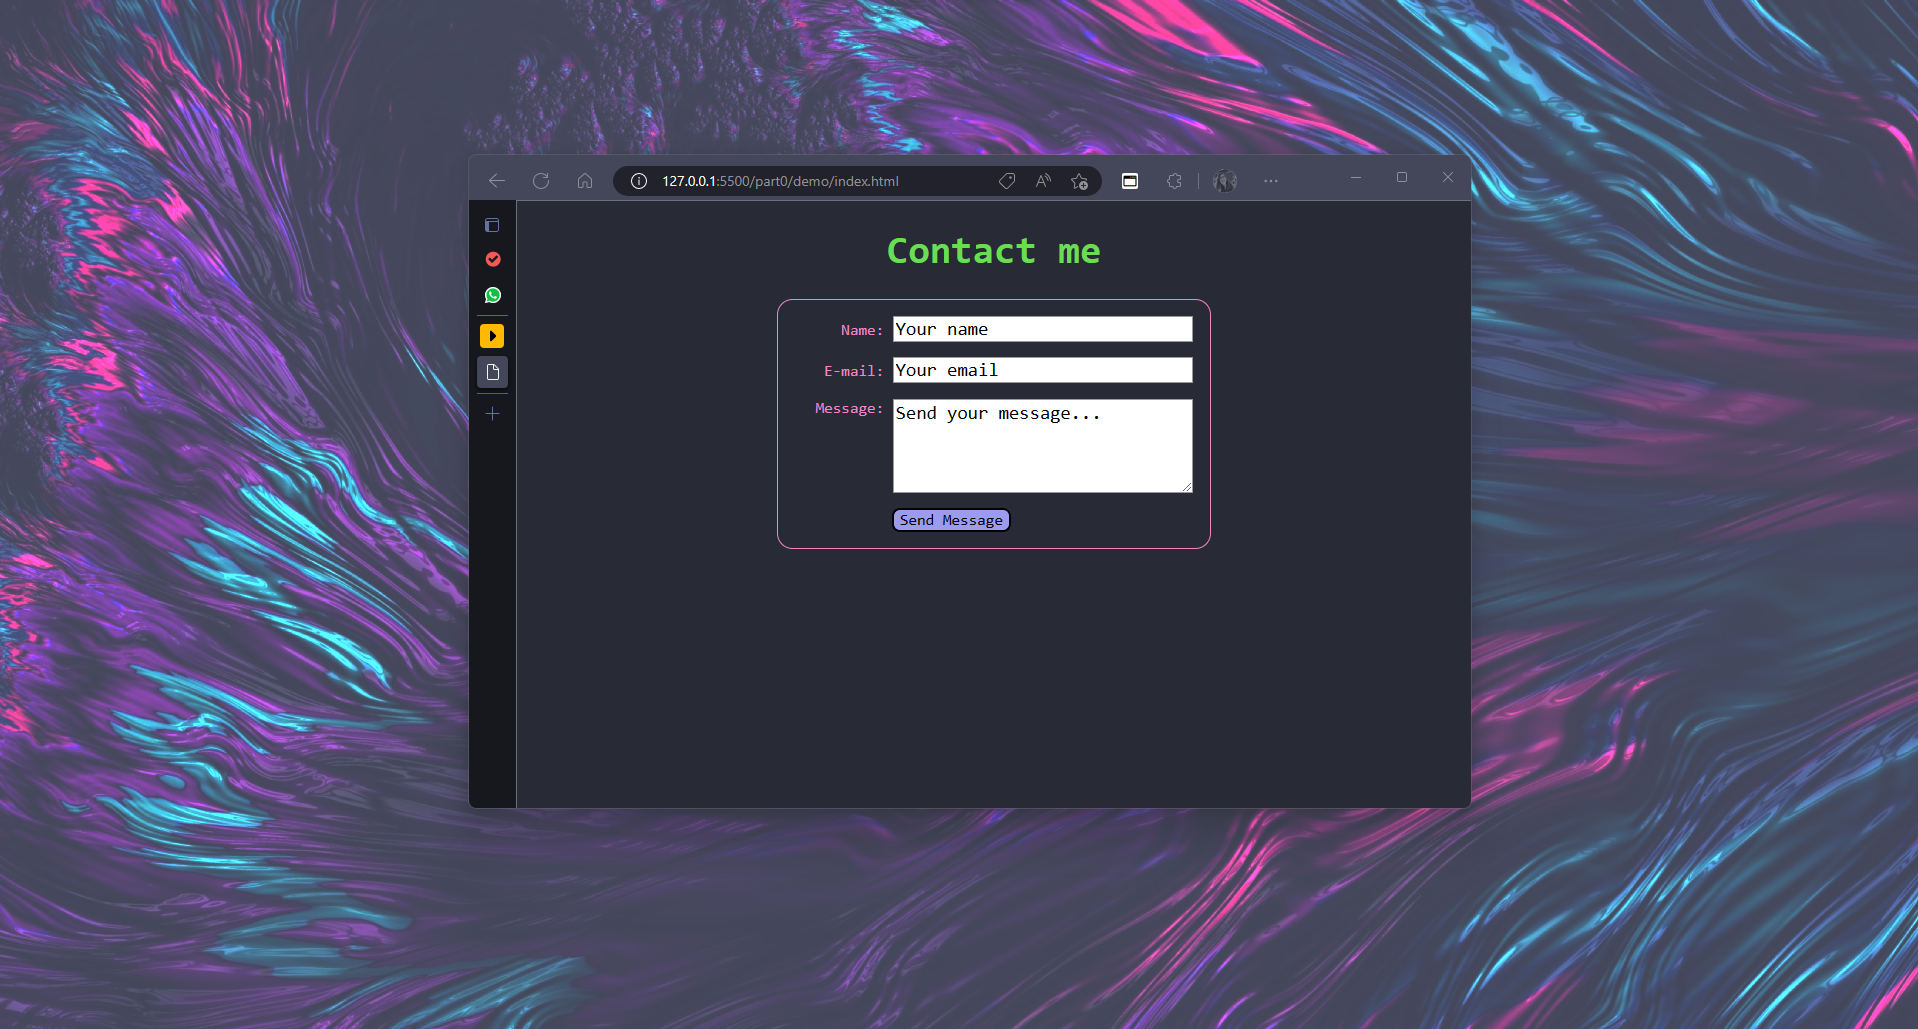 127.0.0.1:5500/part0/demo/index.html
Contact me
Name: Your name
E-mail: Your email
Message: Send your message...
Send Message